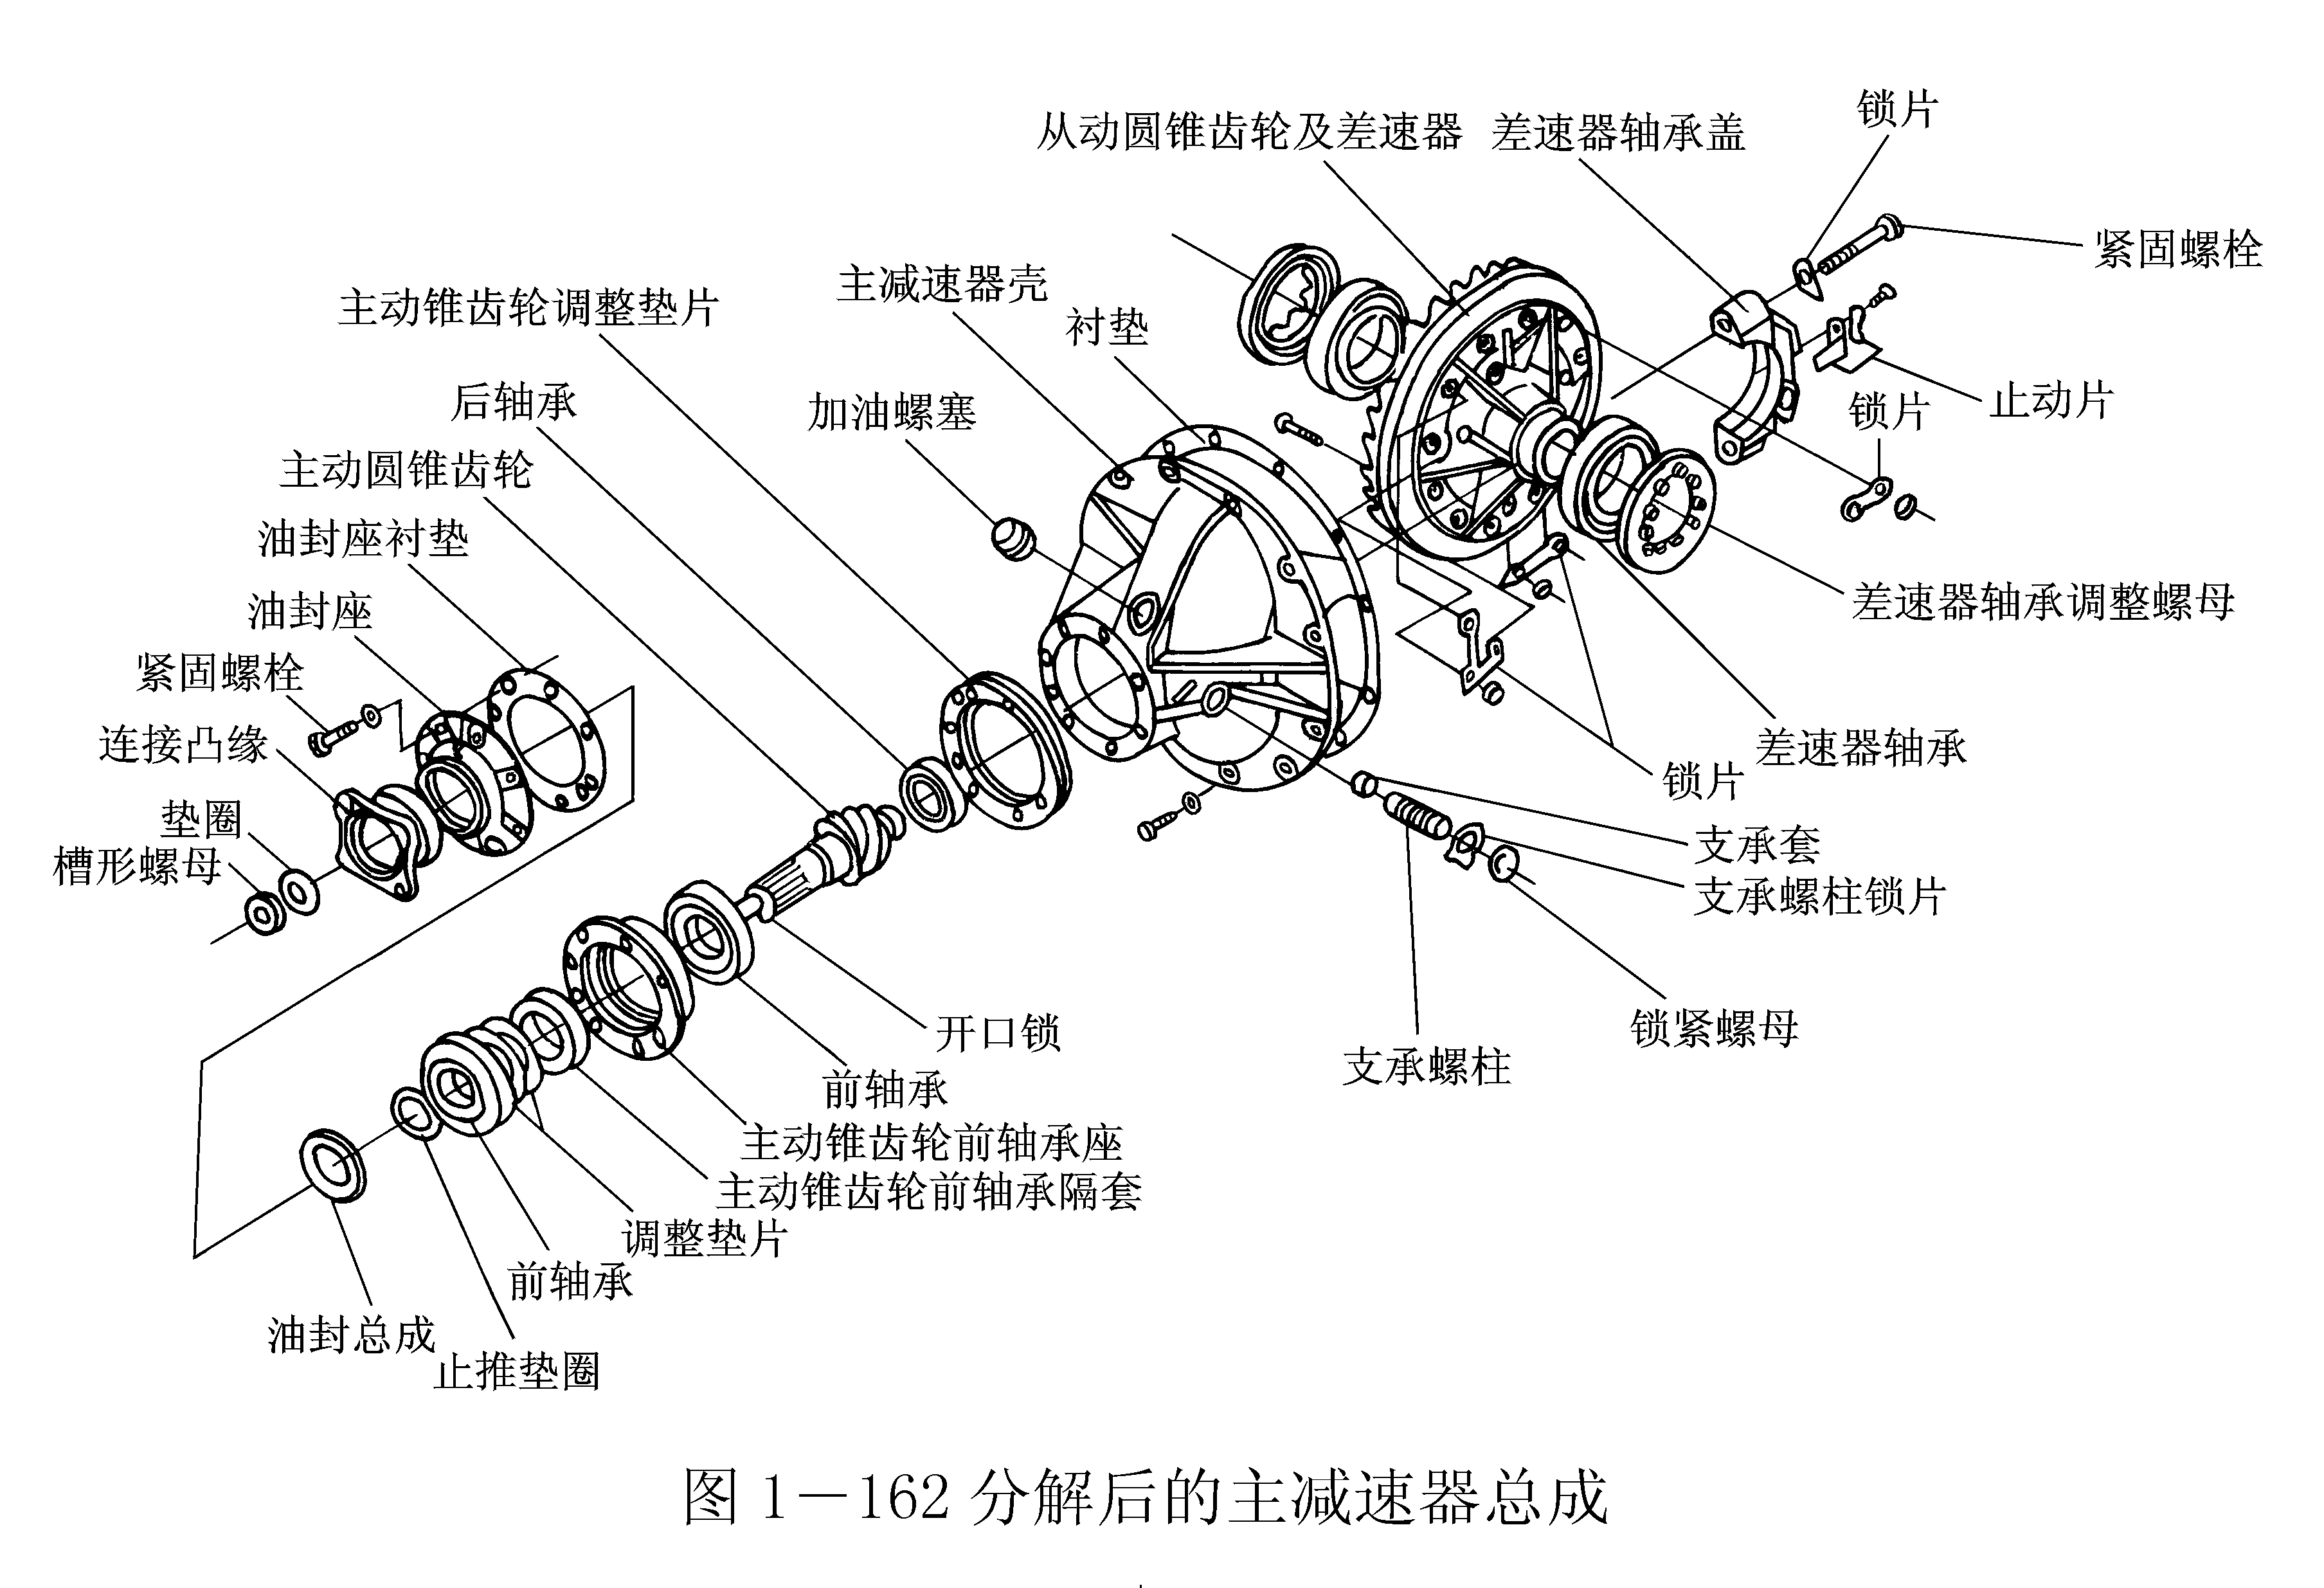 锁片
从动圆锥齿轮及差速器
差速器轴承盖
紧固螺栓
主减速器壳
主动锥齿轮调整垫片
衬垫
后轴承
加油螺塞
锁片
止动片
主动圆锥齿轮
油封座衬垫
油封座
差速器轴承调整螺母
紧固螺栓
连接凸缘
差速器轴承
锁片
垫圈
支承套
槽形螺母
支承螺柱锁片
开口锁
锁紧螺母
支承螺柱
前轴承
主动锥齿轮前轴承座
主动锥齿轮前轴承隔套
调整垫片
前轴承
油封总成
止推垫圈
图1－162 分解后的主减速器总成